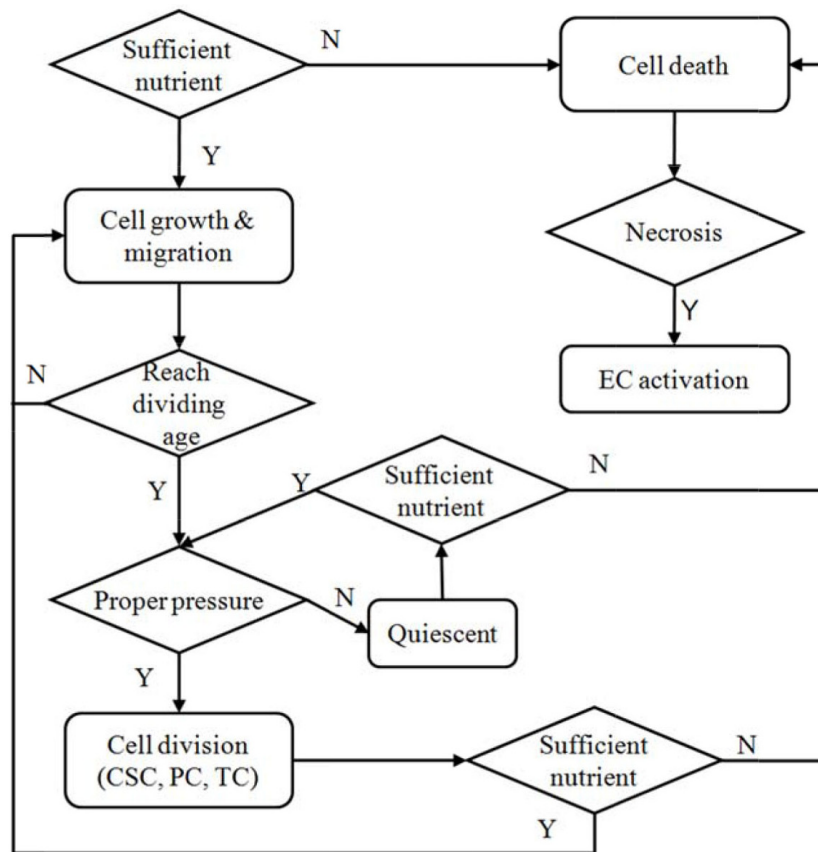 Sufficient
nutrient
N
Cell death
Y
Cell growth &
migration
Necrosis
Y
N
Reach
dividing
age
EC activation
Y
Y
Sufficient
nutrient
N
Proper pressure
N
Quiescent
Y
Cell division
(CSC, PC, TC)
Sufficient
nutrient
N
Y